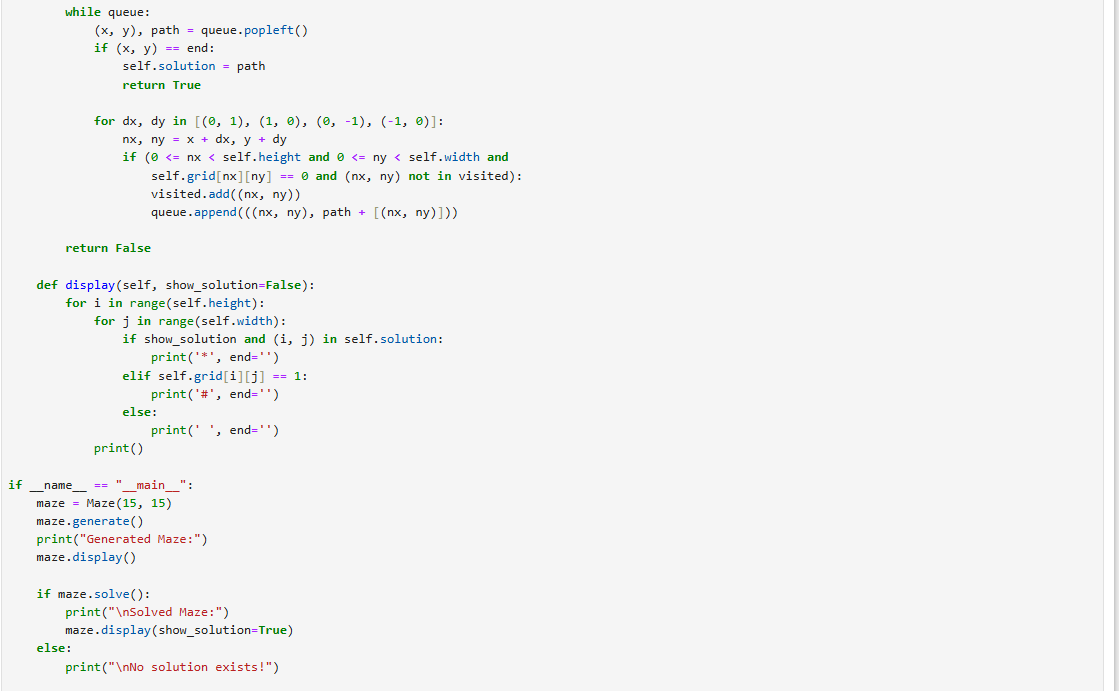 while queue:
            (x, y), path = queue.popleft()
            if (x, y) == end:
                self.solution = path
                return True

            for dx, dy in [(0, 1), (1, 0), (0, -1), (-1, 0)]:
                nx, ny = x + dx, y + dy
                if (0 <= nx < self.height and 0 <= ny < self.width and
                    self.grid[nx][ny] == 0 and (nx, ny) not in visited):
                    visited.add((nx, ny))
                    queue.append(((nx, ny), path + [(nx, ny)]))

        return False

    def display(self, show_solution=False):
        for i in range(self.height):
            for j in range(self.width):
                if show_solution and (i, j) in self.solution:
                    print('*', end='')
                elif self.grid[i][j] == 1:
                    print('#', end='')
                else:
                    print(' ', end='')
            print()

if __name__ == "__main__":
    maze = Maze(15, 15)
    maze.generate()
    print("Generated Maze:")
    maze.display()

    if maze.solve():
        print("\nSolved Maze:")
        maze.display(show_solution=True)
    else:
        print("\nNo solution exists!")